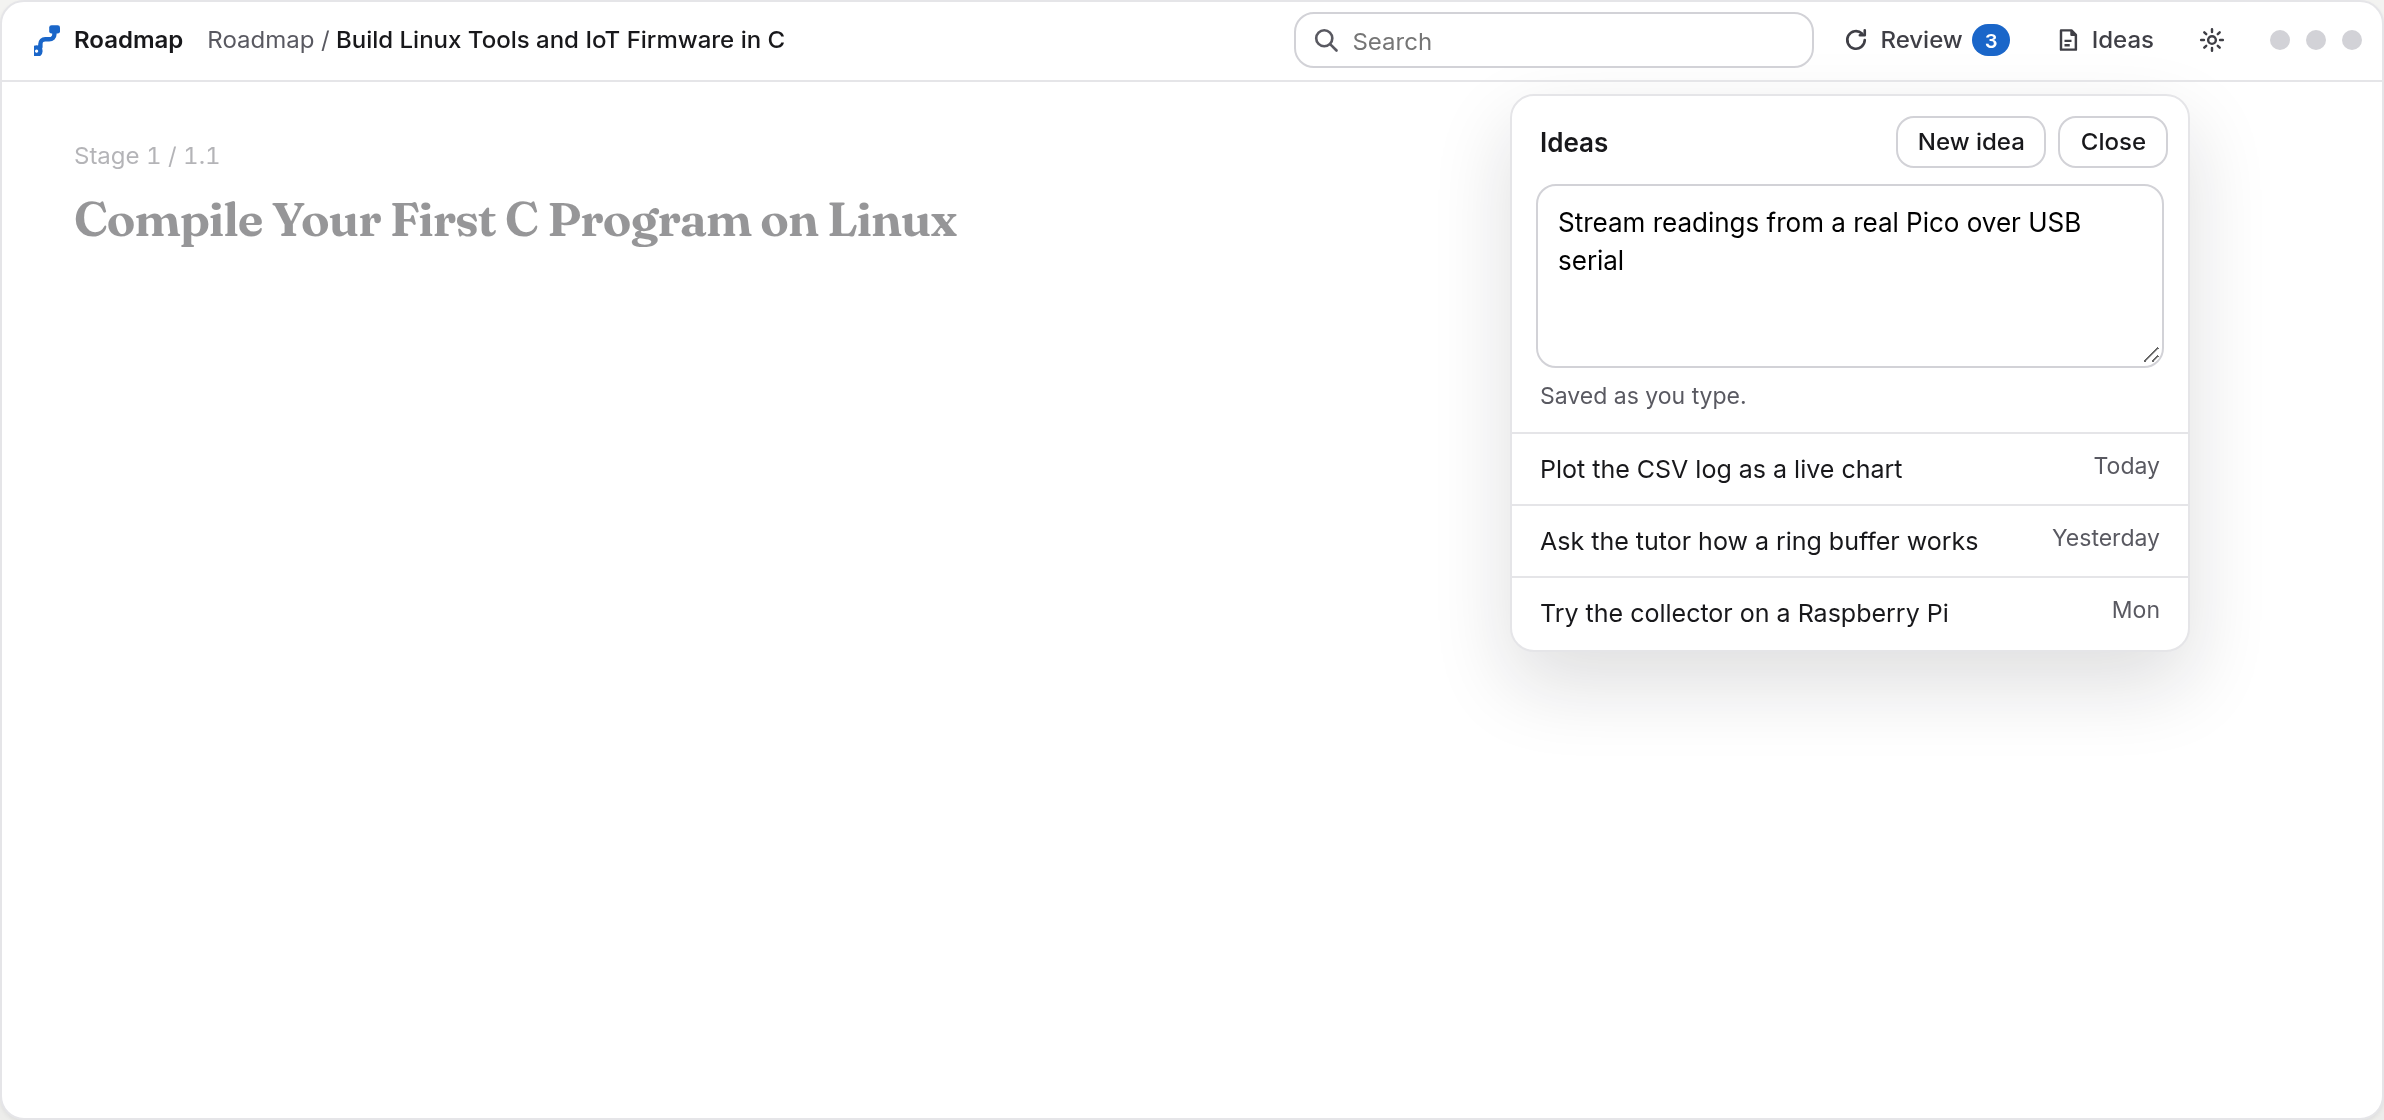 Roadmap Roadmap / Build Linux Tools and IoT Firmware in C Search Review 3 Ideas
Stage 1 / 1.1
Compile Your First C Program on Linux
Ideas New idea Close
Stream readings from a real Pico over USB
serial
Saved as you type.
Plot the CSV log as a live chart Today
Ask the tutor how a ring buffer works Yesterday
Try the collector on a Raspberry Pi Mon